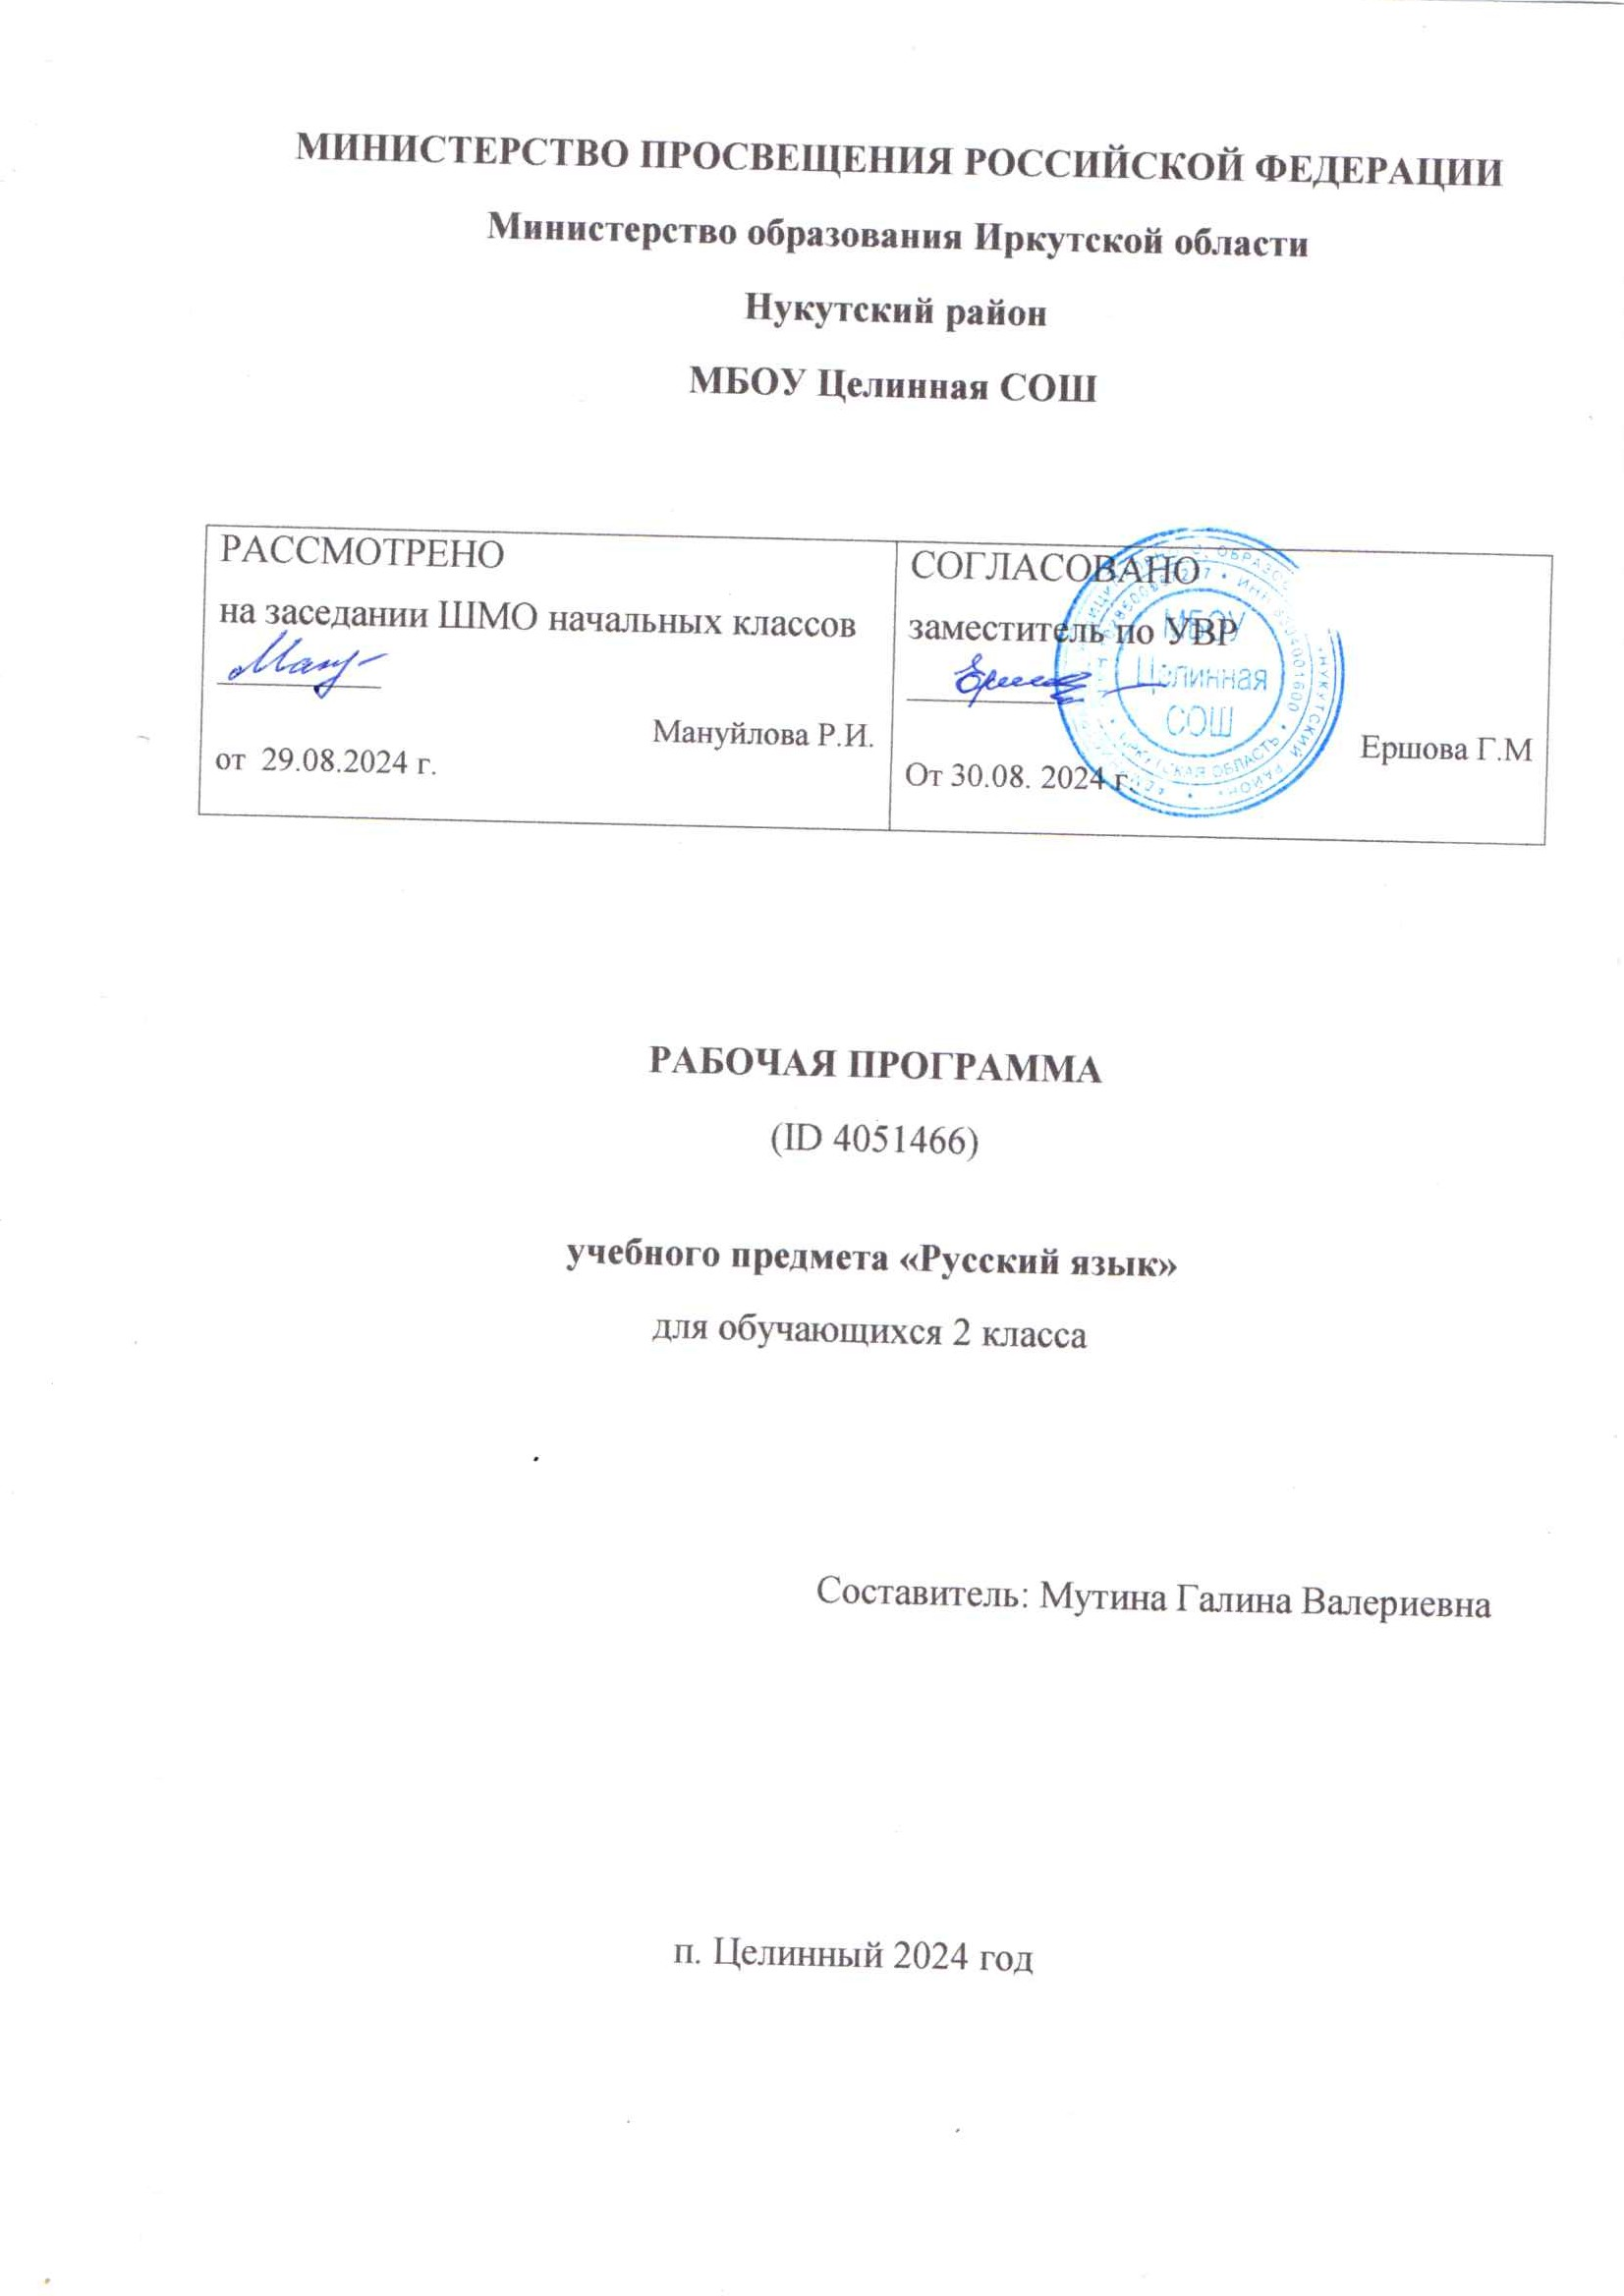 МИНИСТЕРСТВО ПРОСВЕЩЕНИЯ РОССИЙСКОЙ ФЕДЕРАЦИИ
Министерство образования Иркутской области
Нукутский район
МБОУ Целинная СОШ
РАССМОТРЕНО
на заседании ШМО начальных классов
Мануйлова Р.И.
от 29.08.2024 г.
СОГЛАСОВАНО
заместитель по УВР
Ершова Г.М
От 30.08. 2024 г.
МБОУ
Целинная
СОШ
РАБОЧАЯ ПРОГРАММА
(ID 4051466)
учебного предмета «Русский язык»
для обучающихся 2 класса
Составитель: Мутина Галина Валериевна
п. Целинный 2024 год